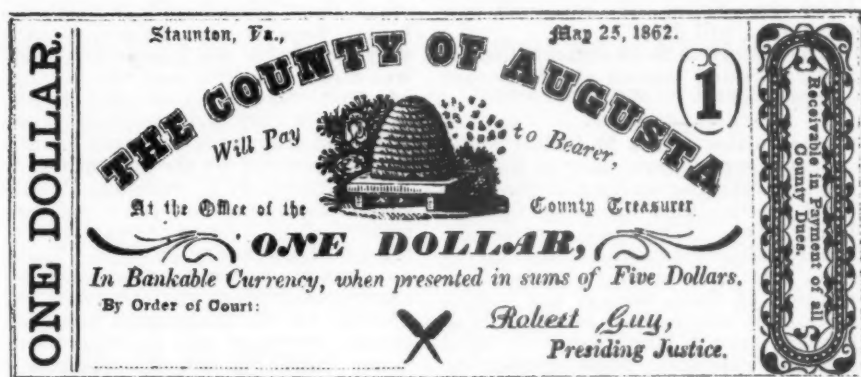 ONE DOLLAR.
Staunton, Va., May 25, 1862.
THE COUNTY OF AUGUSTA
1
Will Pay to Bearer,
At the Office of the County Treasurer
ONE DOLLAR,
In Bankable Currency, when presented in sums of Five Dollars.
By Order of Court:
Robert Guy,
Presiding Justice.
Receivable in Payment of all
County Dues.